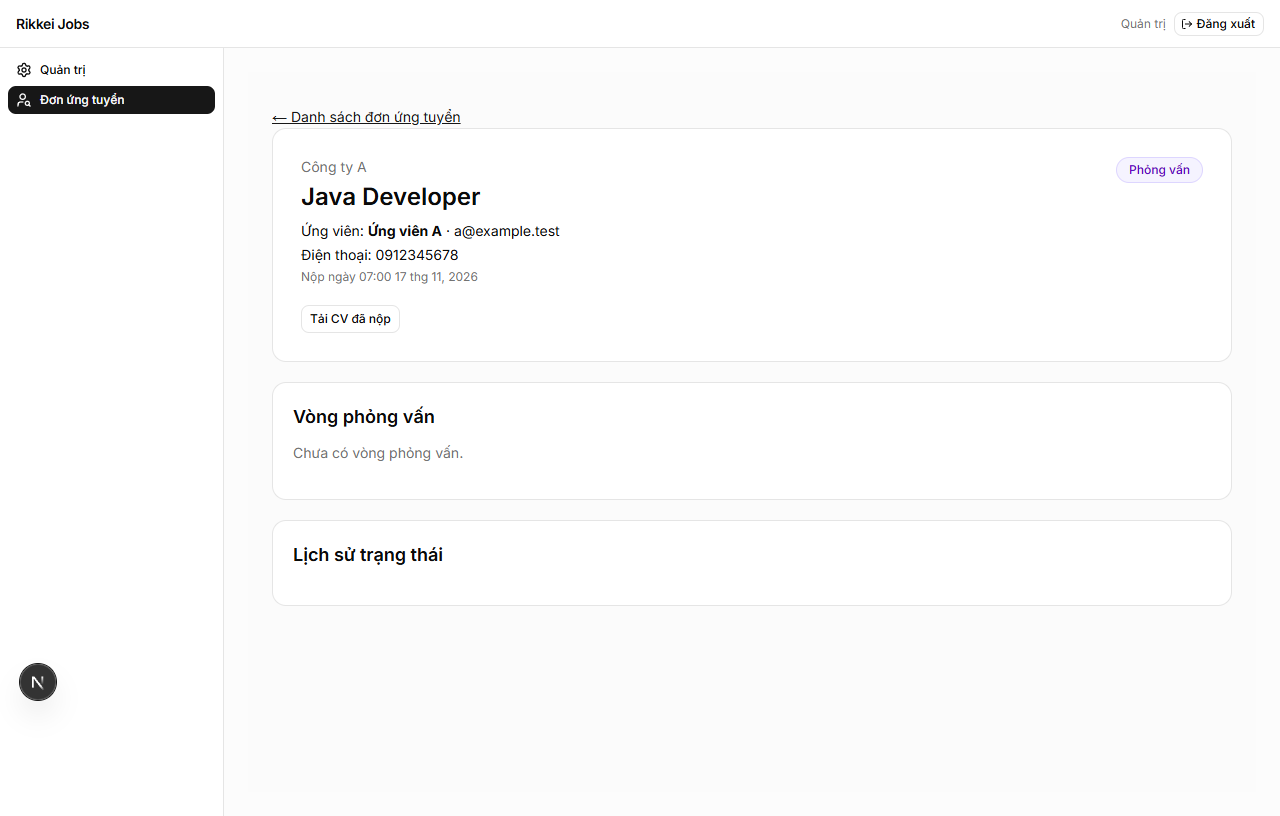 Rikkei Jobs
Quản trị
Đăng xuất
Quản trị
Đơn ứng tuyển
← Danh sách đơn ứng tuyển
Công ty A
Phỏng vấn
Java Developer
Ứng viên: Ứng viên A · a@example.test
Điện thoại: 0912345678
Nộp ngày 07:00 17 thg 11, 2026
Tải CV đã nộp
Vòng phỏng vấn
Chưa có vòng phỏng vấn.
Lịch sử trạng thái
N